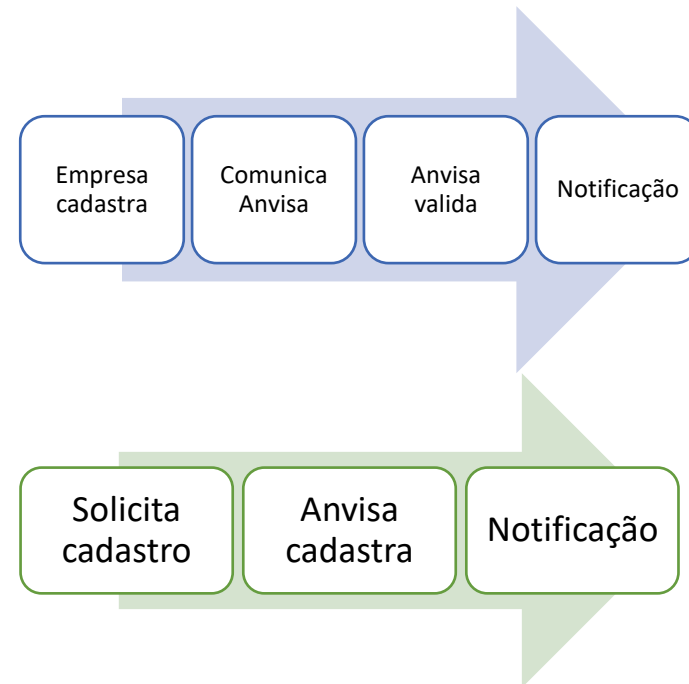 Empresa
cadastra
Comunica
Anvisa
Anvisa
valida
Notificação
Solicita
cadastro
Anvisa
cadastra
Notificação